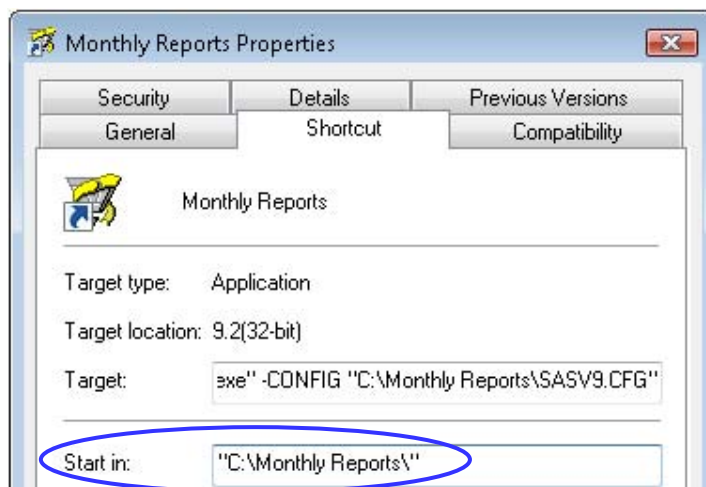 Monthly Reports Properties
Security Details Previous Versions
General Shortcut Compatibility
Monthly Reports
Target type: Application
Target location: 9.2(32-bit)
Target: exe" -CONFIG "C:\Monthly Reports\SASV9.CFG"
Start in: "C:\Monthly Reports\"